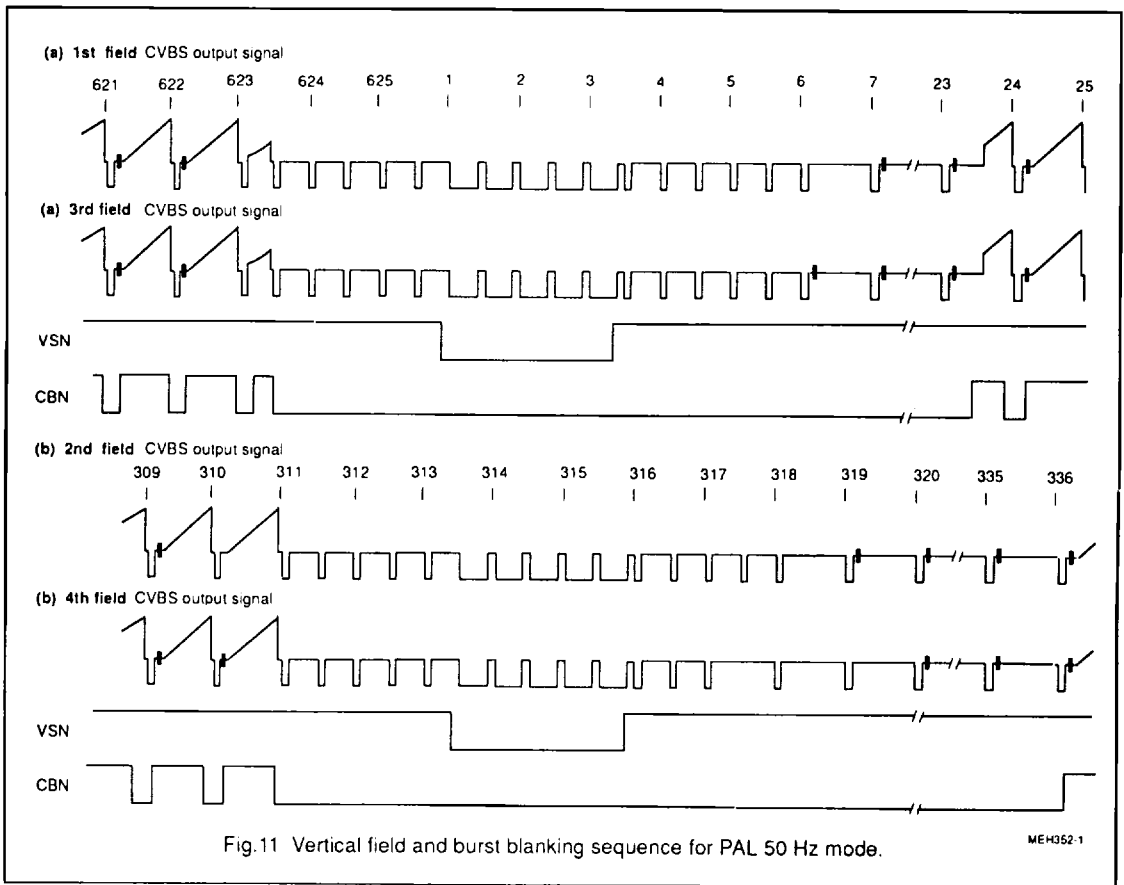 (a) 1st field CVBS output signal
621 622 623 624 625 1 2 3 4 5 6 7 23 24 25
(a) 3rd field CVBS output signal
VSN
CBN
(b) 2nd field CVBS output signal
309 310 311 312 313 314 315 316 317 318 319 320 335 336
(b) 4th field CVBS output signal
VSN
CBN
Fig.11 Vertical field and burst blanking sequence for PAL 50 Hz mode.
MEH352-1